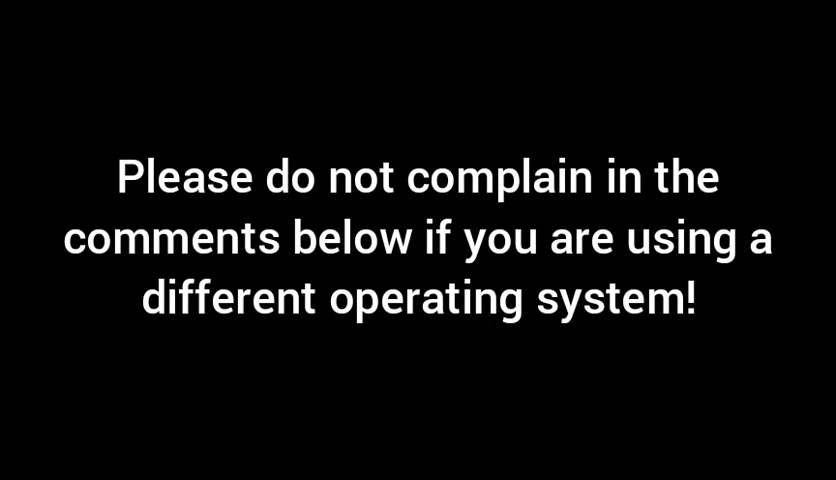 Please do not complain in the
comments below if you are using a
different operating system!